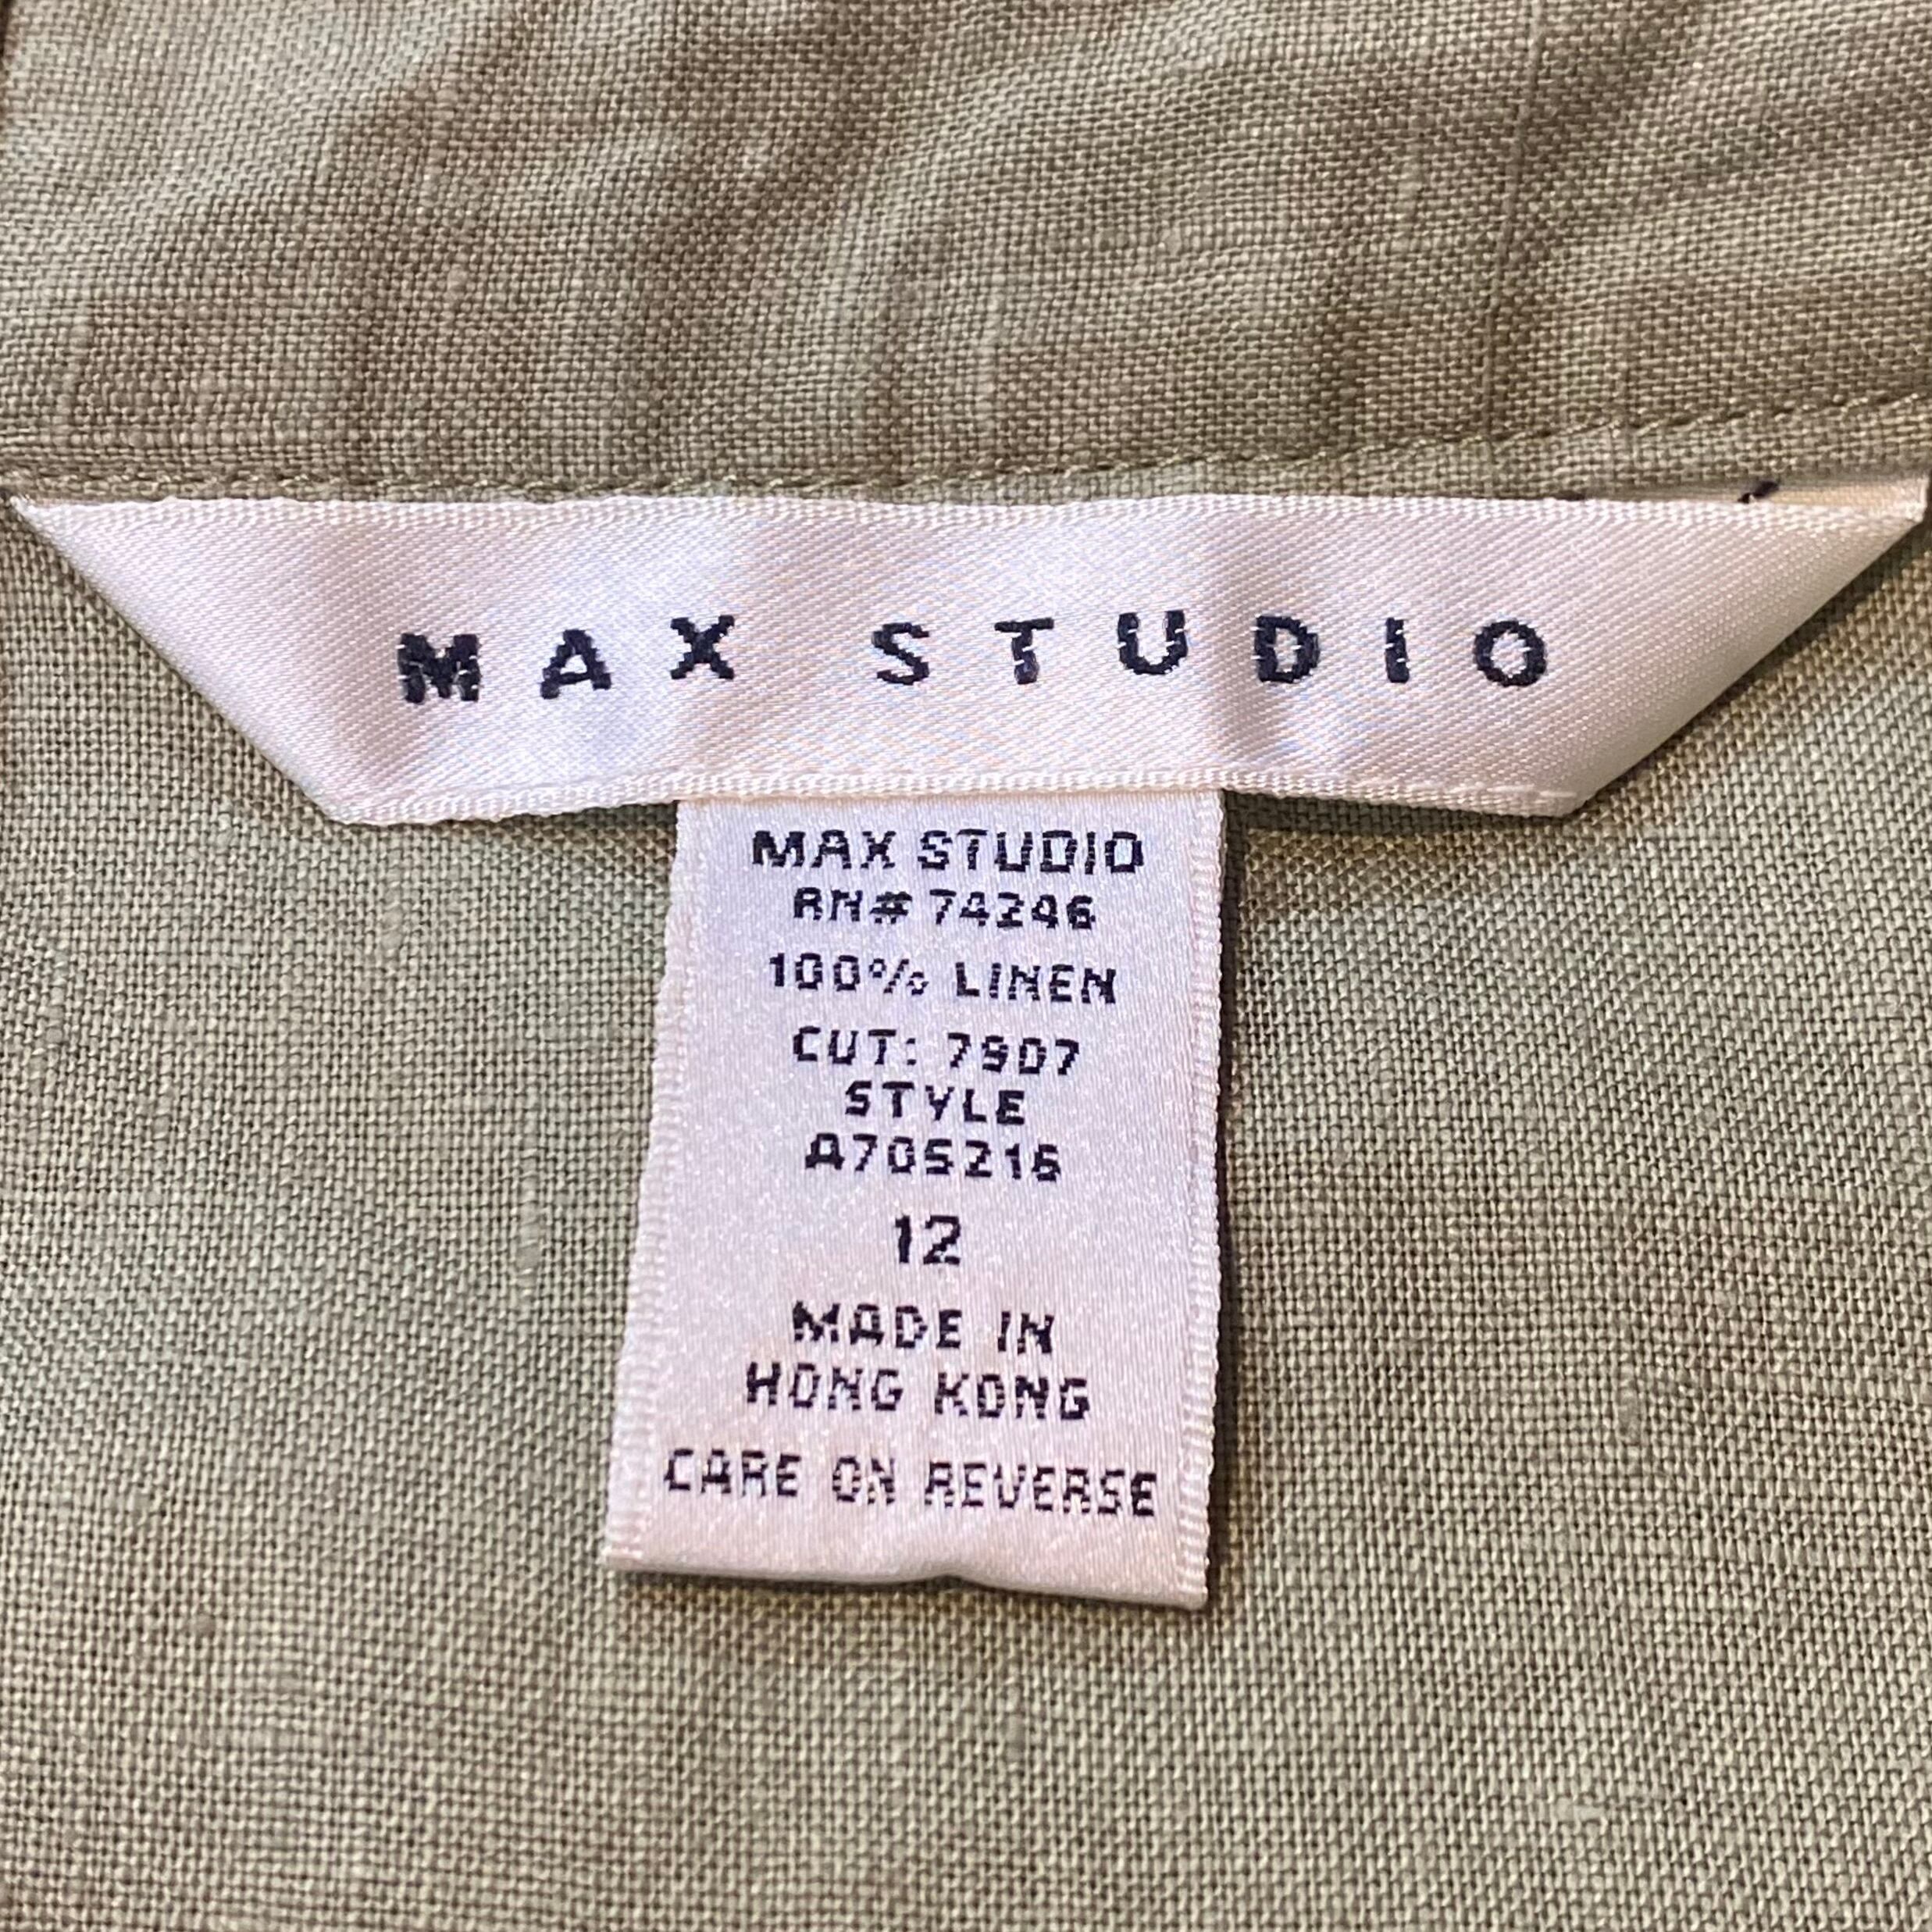 MAX STUDIO
MAX STUDIO
RN# 74246
100% LINEN
CUT: 7907
STYLE
A705216
12
MADE IN
HONG KONG
CARE ON REVERSE